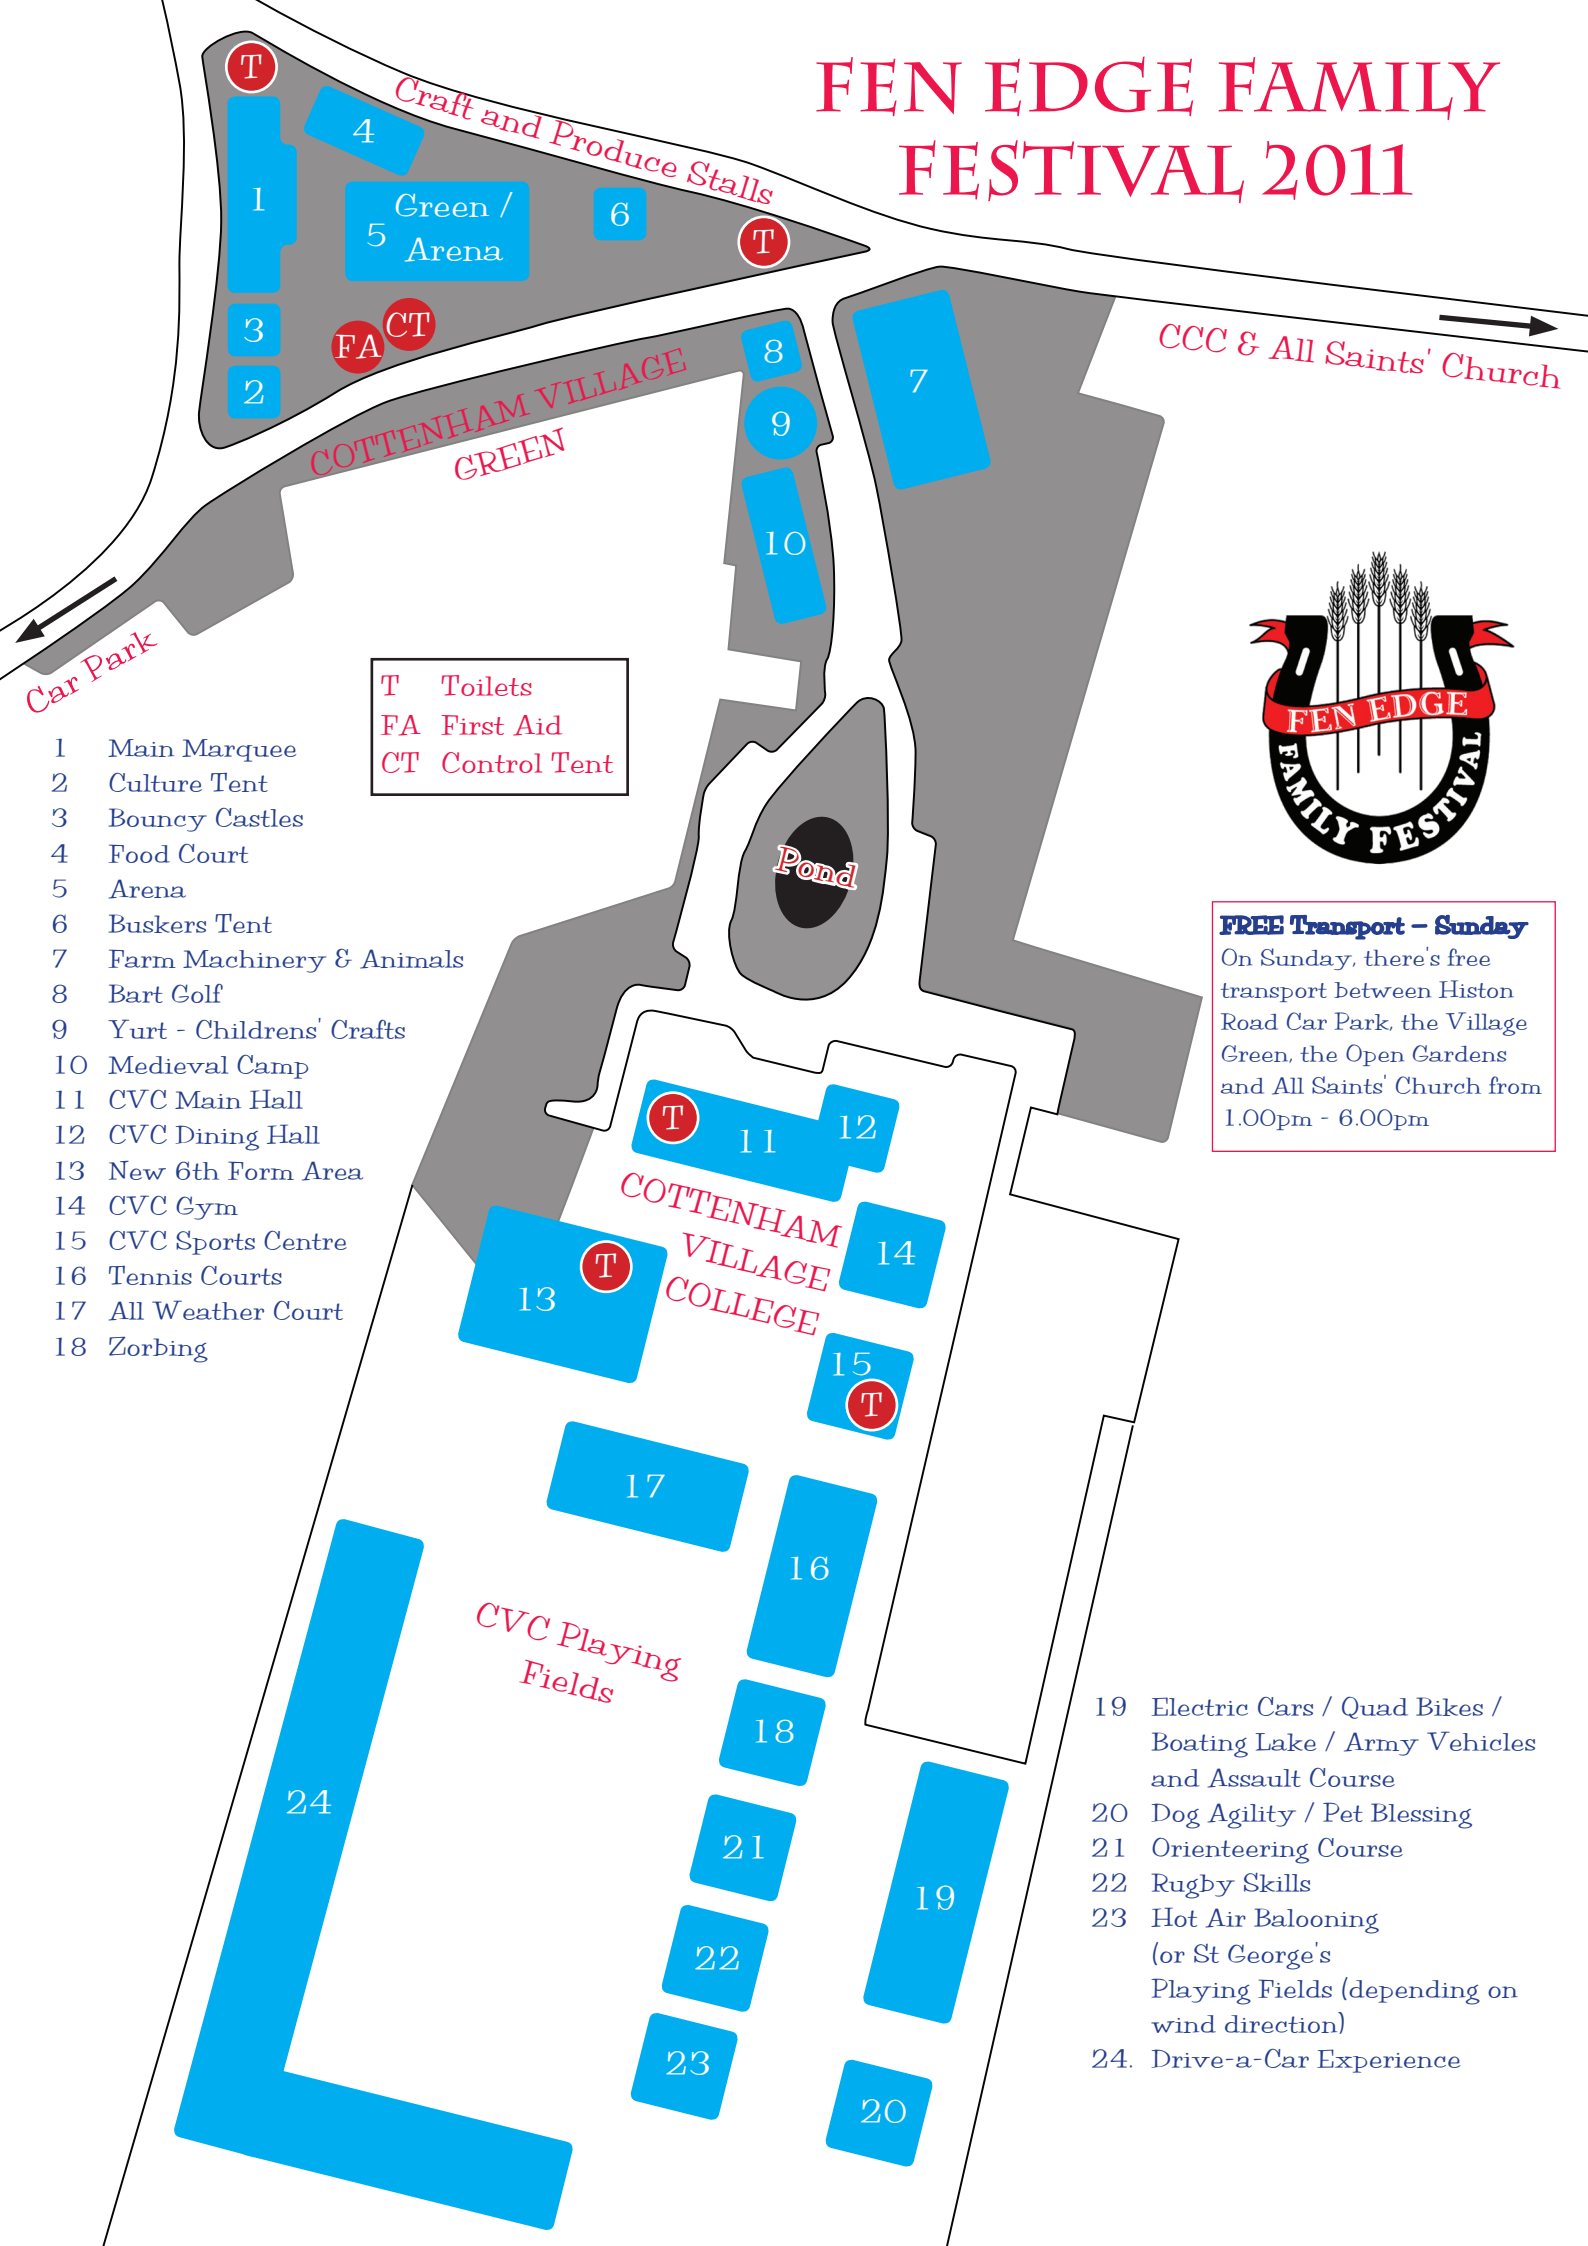 FEN EDGE FAMILY
FESTIVAL 2011
T
Craft and Produce Stalls
4
1
Green /
5
Arena
6
T
3
CT
FA
2
8
9
10
7
CCC & All Saints' Church
COTTENHAM VILLAGE
GREEN
Car Park
T Toilets
FA First Aid
CT Control Tent
FEN EDGE
FAMILY FESTIVAL
Pond
1 Main Marquee
2 Culture Tent
3 Bouncy Castles
4 Food Court
5 Arena
6 Buskers Tent
7 Farm Machinery & Animals
8 Bart Golf
9 Yurt - Childrens' Crafts
10 Medieval Camp
11 CVC Main Hall
12 CVC Dining Hall
13 New 6th Form Area
14 CVC Gym
15 CVC Sports Centre
16 Tennis Courts
17 All Weather Court
18 Zorbing
FREE Transport – Sunday
On Sunday, there's free
transport between Histon
Road Car Park, the Village
Green, the Open Gardens
and All Saints' Church from
1.00pm - 6.00pm
T
11
12
COTTENHAM
VILLAGE
COLLEGE
14
T
13
15
T
17
16
CVC Playing
Fields
18
24
21
19
22
23
20
19 Electric Cars / Quad Bikes /
Boating Lake / Army Vehicles
and Assault Course
20 Dog Agility / Pet Blessing
21 Orienteering Course
22 Rugby Skills
23 Hot Air Balooning
(or St George's
Playing Fields (depending on
wind direction)
24. Drive-a-Car Experience